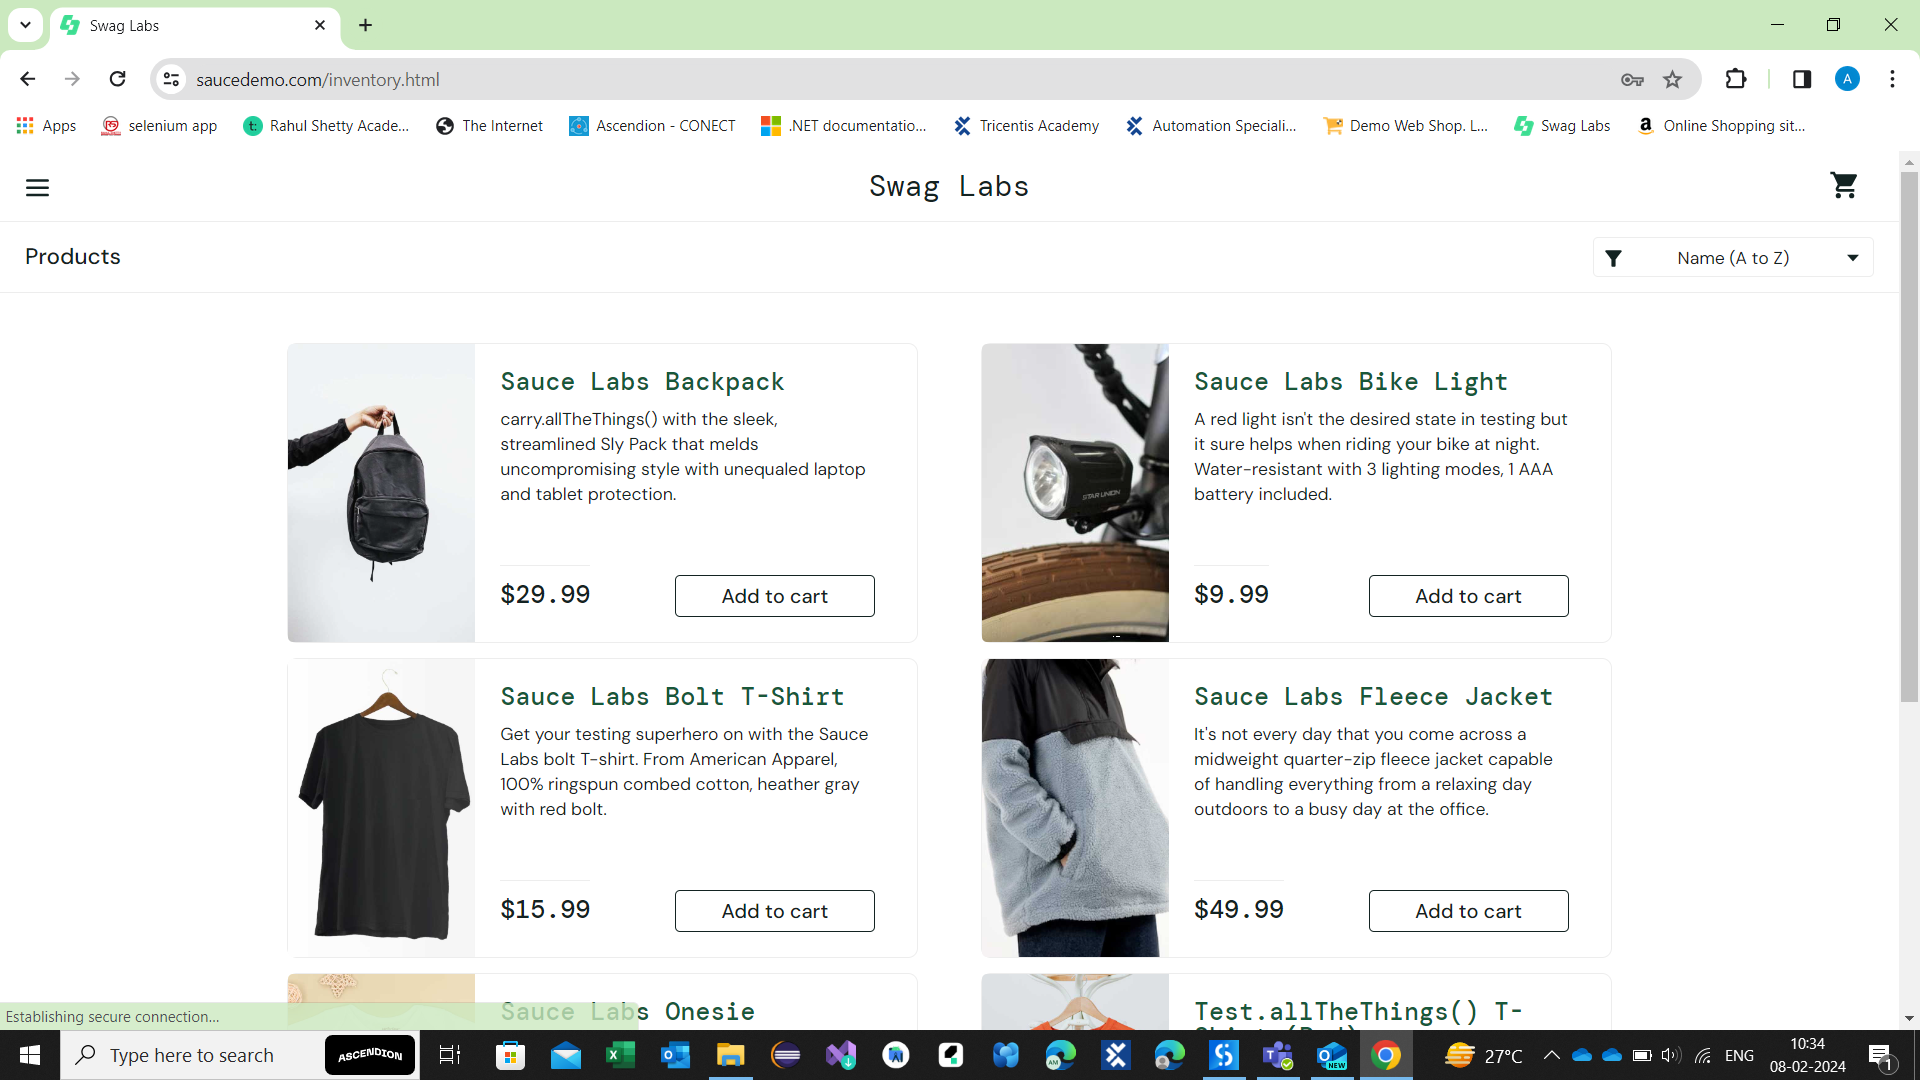 Swag Labs
saucedemo.com/inventory.html
A
Apps
selenium app
Rahul Shetty Acade...
The Internet
Ascendion - CONECT
.NET documentatio...
Tricentis Academy
Automation Speciali...
Demo Web Shop. L...
Swag Labs
Online Shopping sit...
Swag Labs
Products
Name (A to Z)
Sauce Labs Backpack
carry.allTheThings() with the sleek,
streamlined Sly Pack that melds
uncompromising style with unequaled laptop
and tablet protection.
$29.99
Add to cart
STAR UNION
Sauce Labs Bike Light
A red light isn't the desired state in testing but
it sure helps when riding your bike at night.
Water-resistant with 3 lighting modes, 1 AAA
battery included.
$9.99
Add to cart
Sauce Labs Bolt T-Shirt
Get your testing superhero on with the Sauce
Labs bolt T-shirt. From American Apparel,
100% ringspun combed cotton, heather gray
with red bolt.
$15.99
Add to cart
Sauce Labs Fleece Jacket
It's not every day that you come across a
midweight quarter-zip fleece jacket capable
of handling everything from a relaxing day
outdoors to a busy day at the office.
$49.99
Add to cart
Sauce Labs Onesie
Test.allTheThings() T-
Shirt (Red)
Establishing secure connection...
Type here to search
ASCENDION
NEW
27°C
ENG
10:34
08-02-2024
1